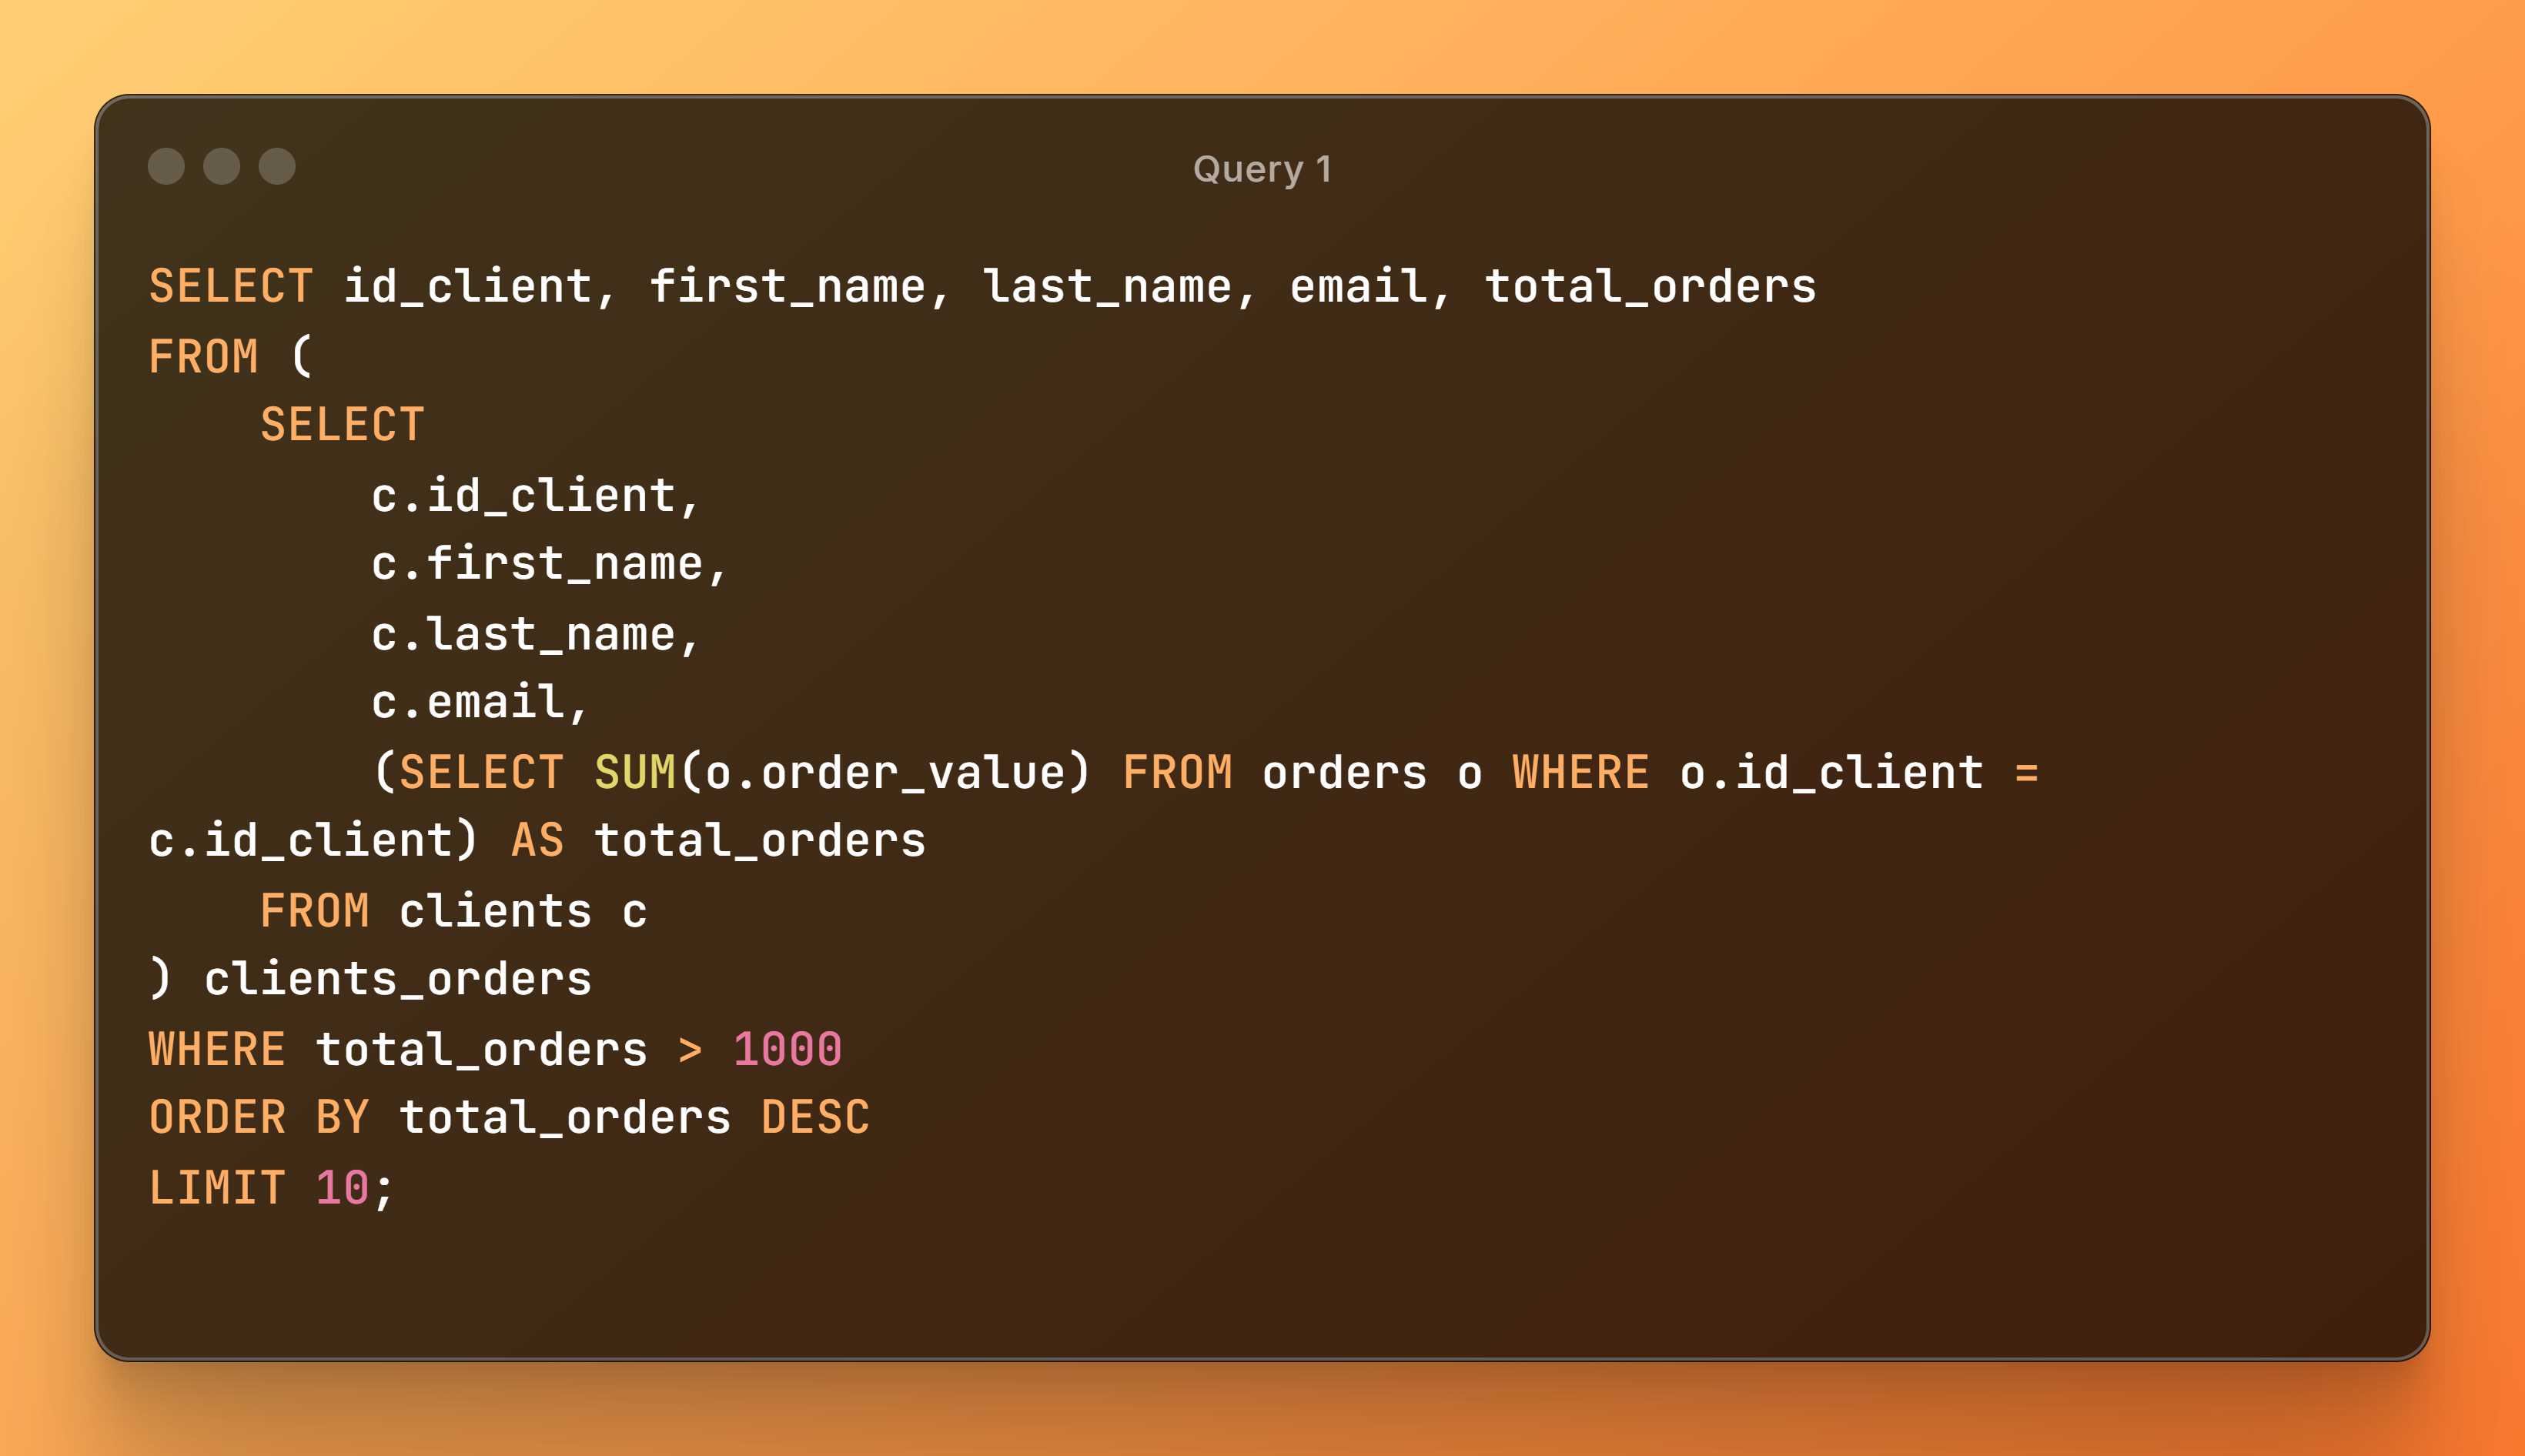 Query 1
SELECT id_client, first_name, last_name, email, total_orders
FROM (
    SELECT
        c.id_client,
        c.first_name,
        c.last_name,
        c.email,
        (SELECT SUM(o.order_value) FROM orders o WHERE o.id_client =
c.id_client) AS total_orders
    FROM clients c
) clients_orders
WHERE total_orders > 1000
ORDER BY total_orders DESC
LIMIT 10;